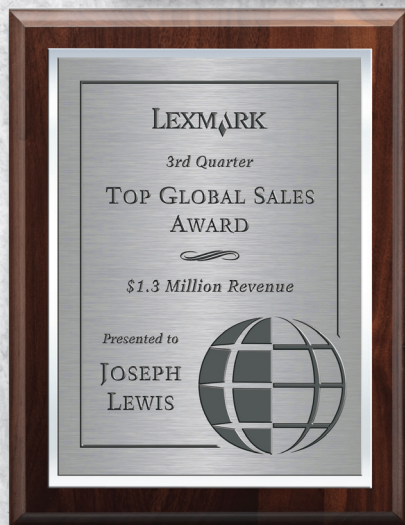 LEXMARK
3rd Quarter
TOP GLOBAL SALES
AWARD
$1.3 Million Revenue
Presented to
JOSEPH
LEWIS